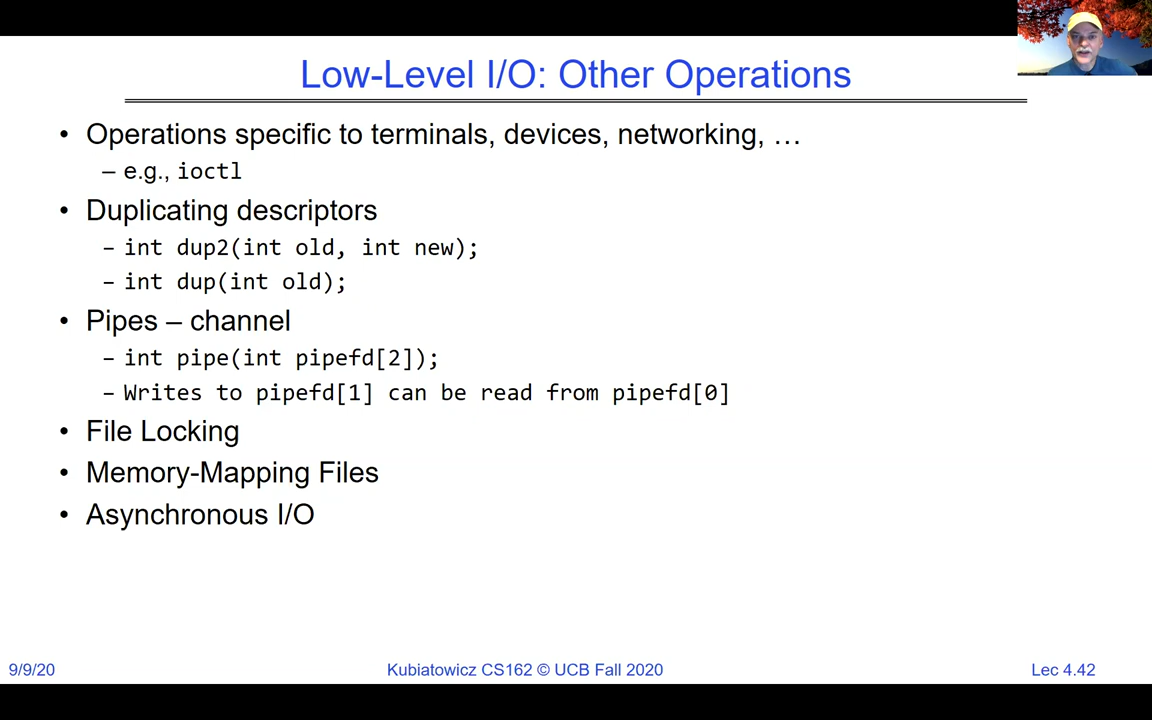 Low-Level I/O: Other Operations
• Operations specific to terminals, devices, networking, …
– e.g., ioctl
• Duplicating descriptors
– int dup2(int old, int new);
– int dup(int old);
• Pipes – channel
– int pipe(int pipefd[2]);
– Writes to pipefd[1] can be read from pipefd[0]
• File Locking
• Memory-Mapping Files
• Asynchronous I/O
9/9/20
Kubiatowicz CS162 © UCB Fall 2020
Lec 4.42